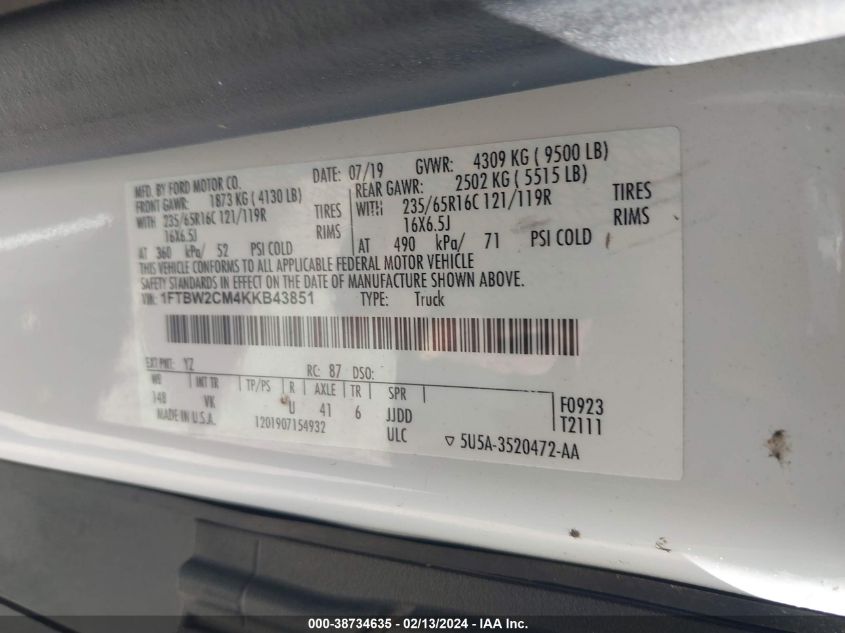 MFD. BY FORD MOTOR CO. DATE: 07/19 GVWR: 4309 KG ( 9500 LB)
FRONT GAWR: 1873 KG ( 4130 LB) REAR GAWR: 2502 KG ( 5515 LB)
WITH 235/65R16C 121/119R TIRES WITH 235/65R16C 121/119R TIRES
16X6.5J RIMS 16X6.5J RIMS
AT 360 kPa/ 52 PSI COLD AT 490 kPa/ 71 PSI COLD
THIS VEHICLE CONFORMS TO ALL APPLICABLE FEDERAL MOTOR VEHICLE
SAFETY STANDARDS IN EFFECT ON THE DATE OF MANUFACTURE SHOWN ABOVE.
VIN: 1FTBW2CM4KKB43851 TYPE: Truck
EXT PNT: YZ RC: 87 DSO:
WB INT TR TP/PS R AXLE TR SPR
148 VK U 41 6 JJDD F0923
MADE IN U.S.A. 1201907154932 ULC T2111
▽ 5U5A-3520472-AA
000-38734635 - 02/13/2024 - IAA Inc.